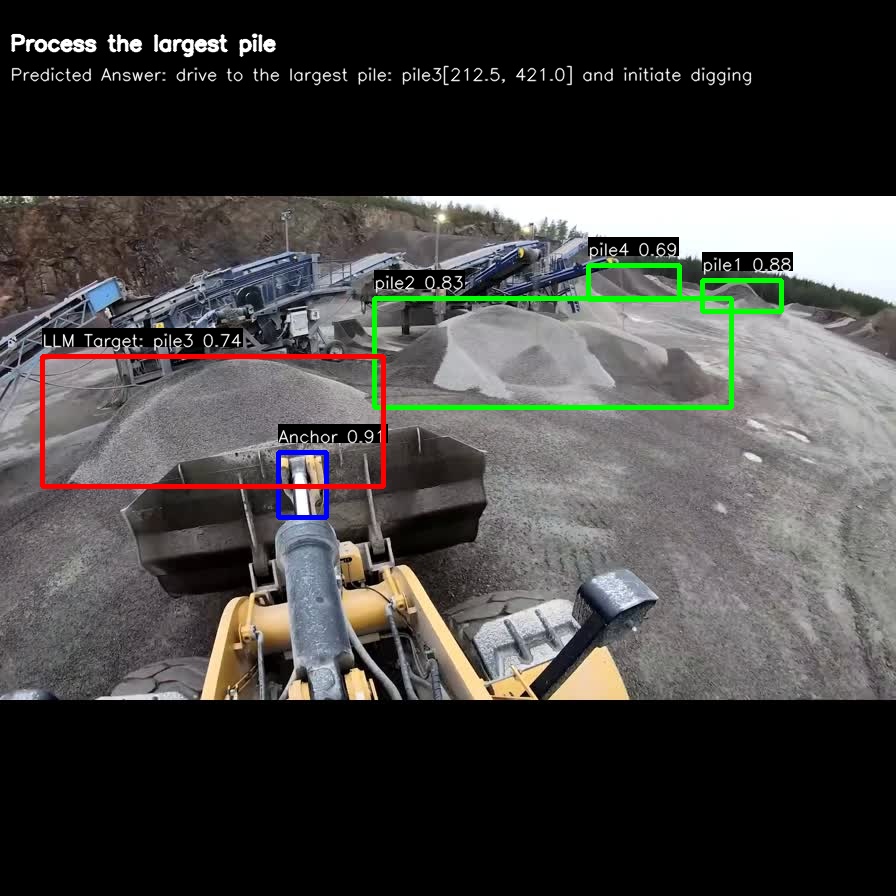 Process the largest pile
Predicted Answer: drive to the largest pile: pile3[212.5, 421.0] and initiate digging
pile4 0.69
pile1 0.88
pile2 0.83
LLM Target: pile3 0.74
Anchor 0.91